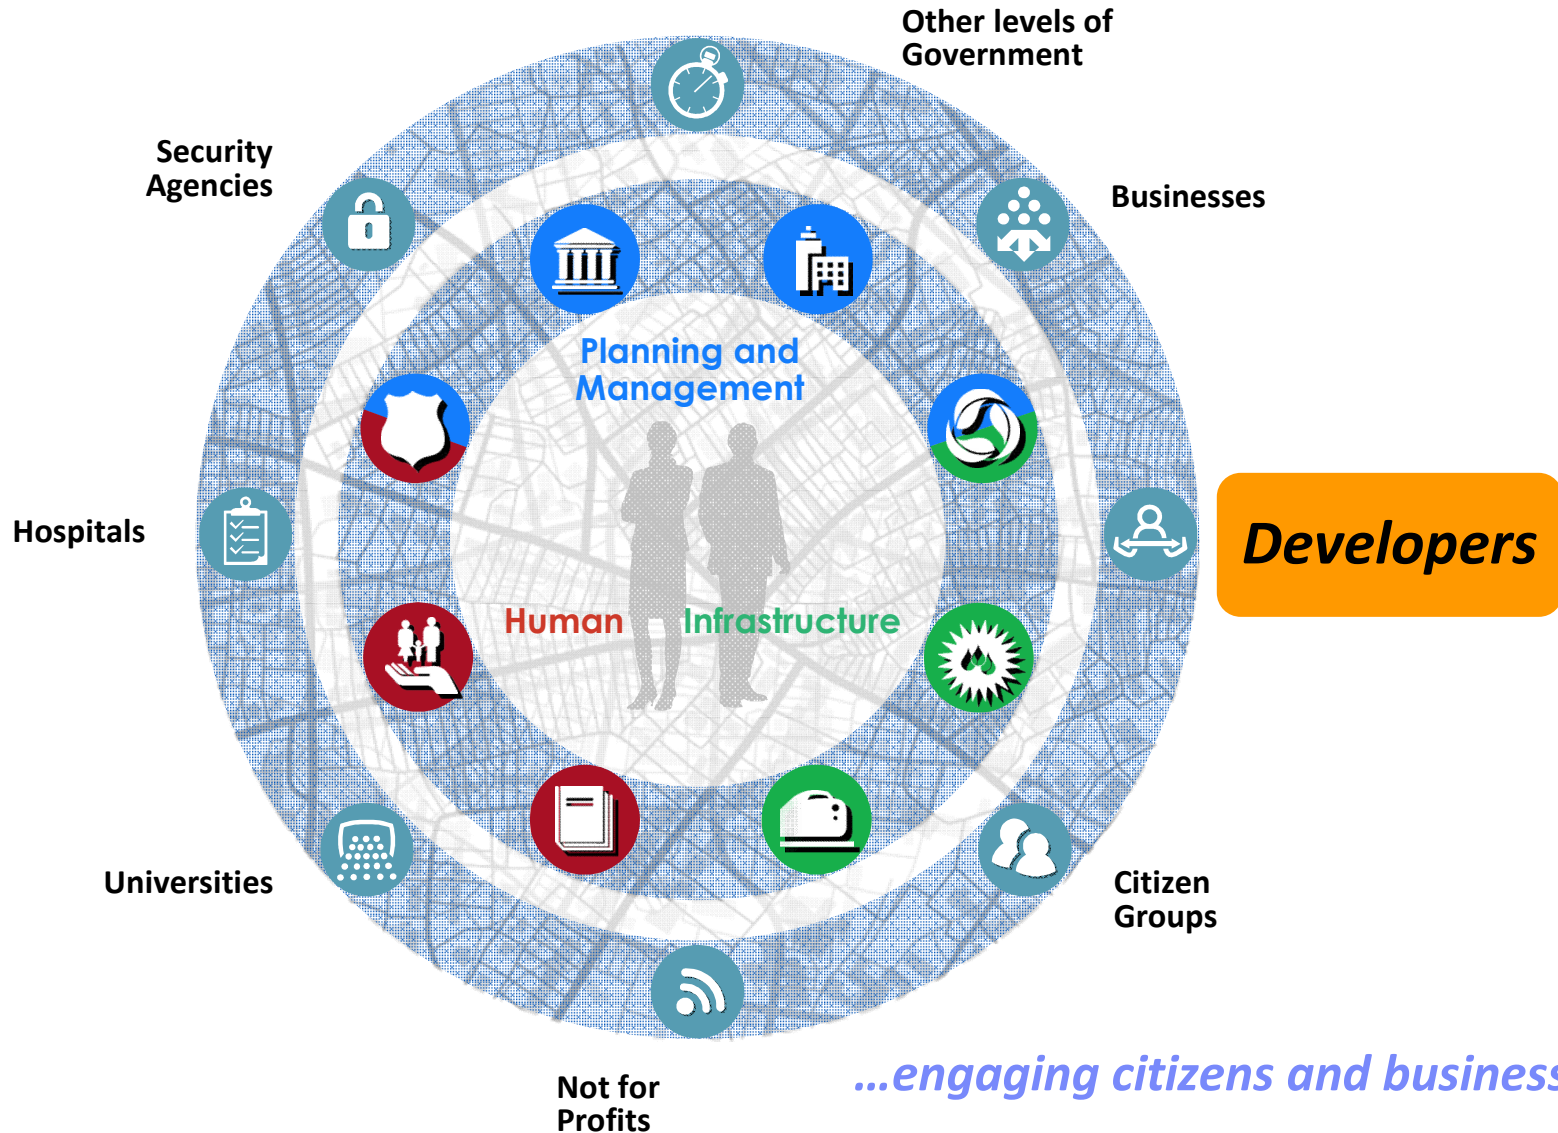 Other levels of
Government
Security
Agencies
Businesses
Planning and
Management
Hospitals
Developers
Human
Infrastructure
Universities
Citizen
Groups
...engaging citizens and business
Not for
Profits